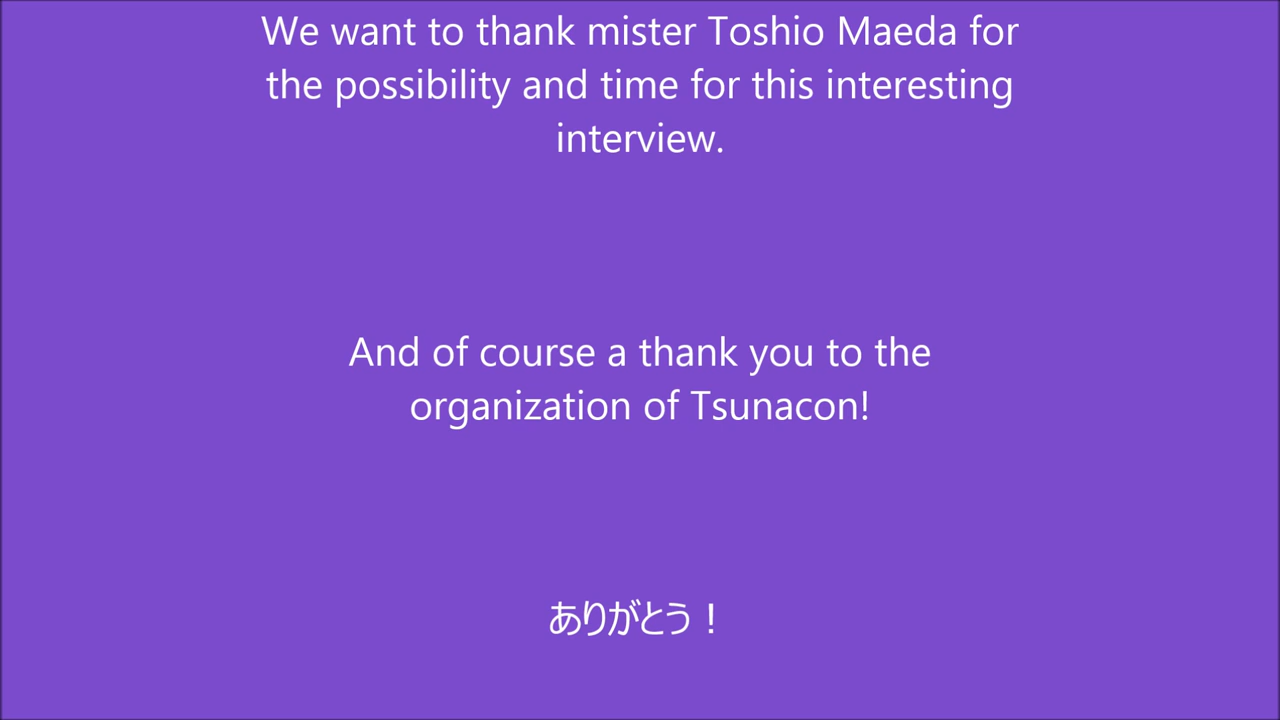 We want to thank mister Toshio Maeda for
the possibility and time for this interesting
interview.
And of course a thank you to the
organization of Tsunacon!
ありがとう！